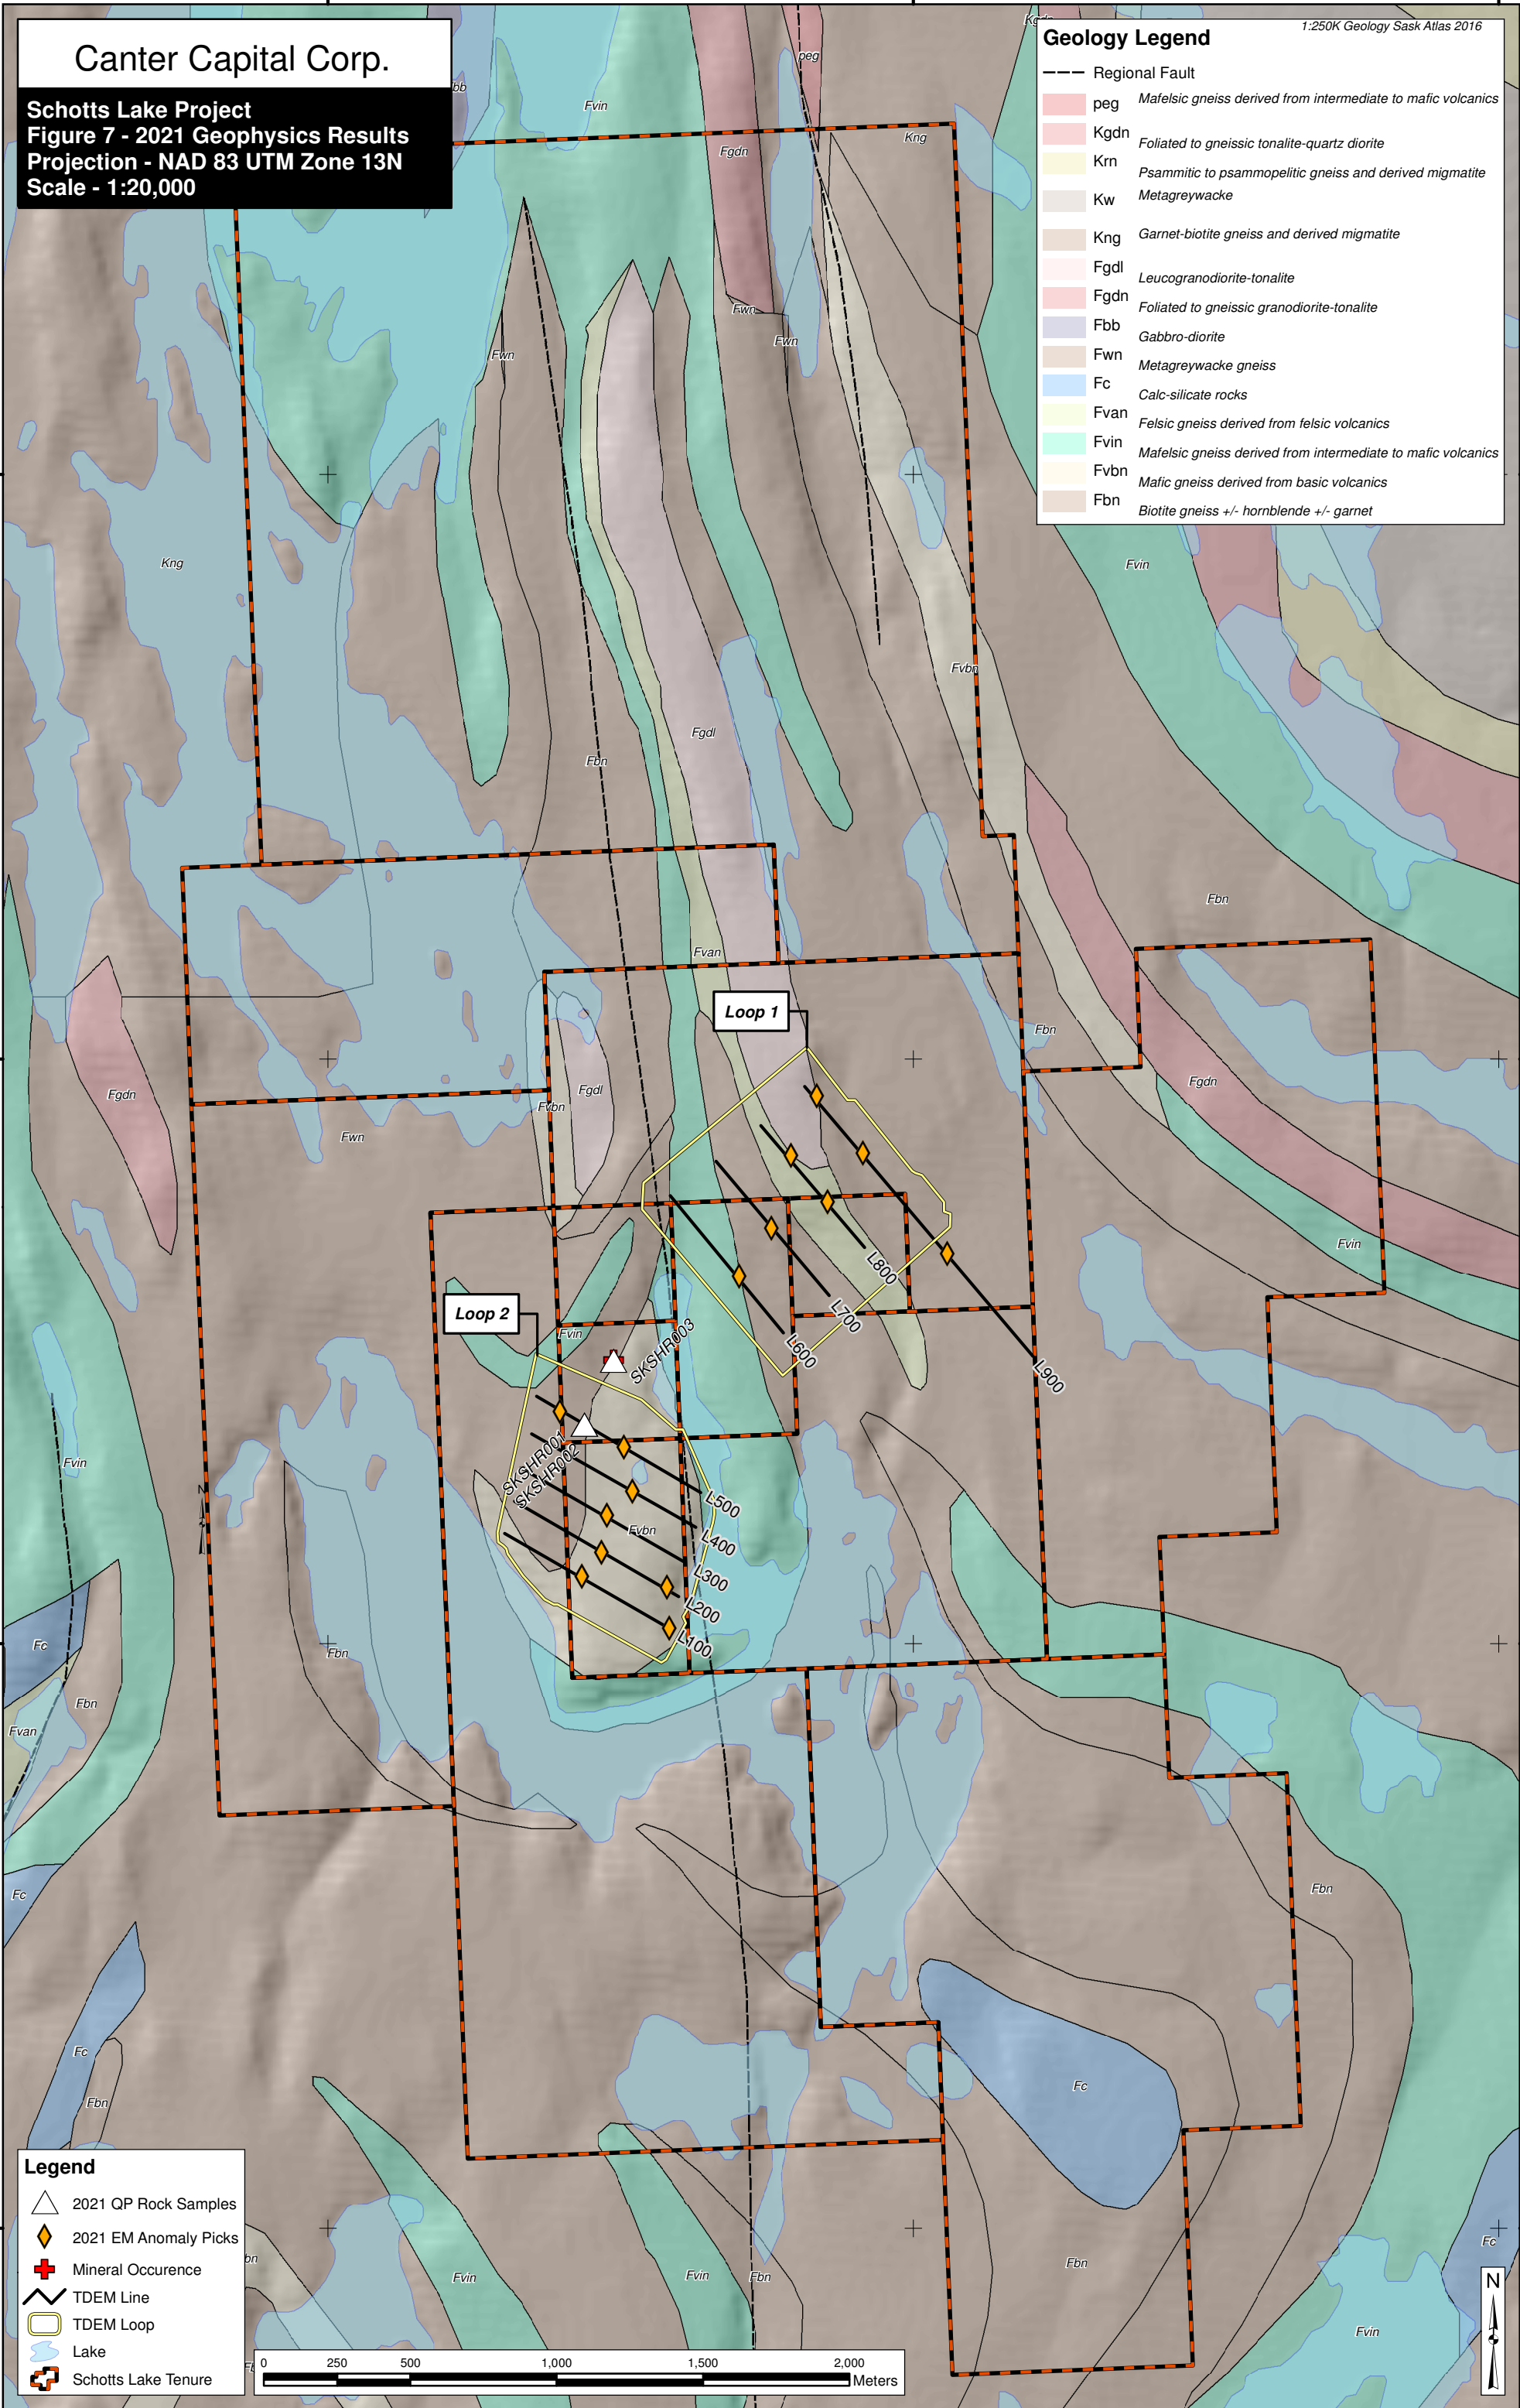 Canter Capital Corp.
Schotts Lake Project
Figure 7 - 2021 Geophysics Results
Projection - NAD 83 UTM Zone 13N
Scale - 1:20,000
1:250K Geology Sask Atlas 2016
Geology Legend
Regional Fault
peg Mafelsic gneiss derived from intermediate to mafic volcanics
Kgdn Foliated to gneissic tonalite-quartz diorite
Krn Psammitic to psammopelitic gneiss and derived migmatite
Kw Metagreywacke
Kng Garnet-biotite gneiss and derived migmatite
Fgdl Leucogranodiorite-tonalite
Fgdn Foliated to gneissic granodiorite-tonalite
Fbb Gabbro-diorite
Fwn Metagreywacke gneiss
Fc Calc-silicate rocks
Fvan Felsic gneiss derived from felsic volcanics
Fvin Mafelsic gneiss derived from intermediate to mafic volcanics
Fvbn Mafic gneiss derived from basic volcanics
Fbn Biotite gneiss +/- hornblende +/- garnet
peg
bb
Fvin
Kng
Fgdn
Fwn
Fwn
Fwn
Kng
Fvin
Fvbn
Fgdl
Fbn
Fbn
Fvan
Loop 1
Fbn
Fgdn
Fgdl
Fgdn
Fvbn
Fwn
Fvin
L800
Loop 2
L700
Fvin
L600
SKSHR003
L900
SKSHR001
SKSHR002
Fvin
N
L500
Fvbn
L400
L300
L200
L100
Fc
Fbn
Fbn
Fvan
Fc
Fbn
Fc
Fbn
Fc
Fc
bn
Fvin
Fvin
Fbn
Fbn
Fvin
Legend
2021 QP Rock Samples
2021 EM Anomaly Picks
Mineral Occurence
TDEM Line
TDEM Loop
Lake
Schotts Lake Tenure
0 250 500 1,000 1,500 2,000
Meters
N